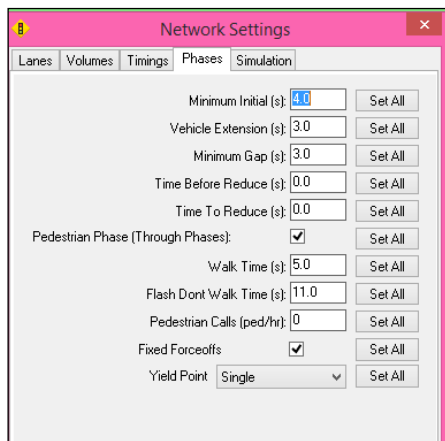 Network Settings
Lanes Volumes Timings Phases Simulation
Minimum Initial (s): 4.0 Set All
Vehicle Extension (s): 3.0 Set All
Minimum Gap (s): 3.0 Set All
Time Before Reduce (s): 0.0 Set All
Time To Reduce (s): 0.0 Set All
Pedestrian Phase (Through Phases): Set All
Walk Time (s): 5.0 Set All
Flash Dont Walk Time (s): 11.0 Set All
Pedestrian Calls (ped/hr): 0 Set All
Fixed Forceoffs Set All
Yield Point Single Set All